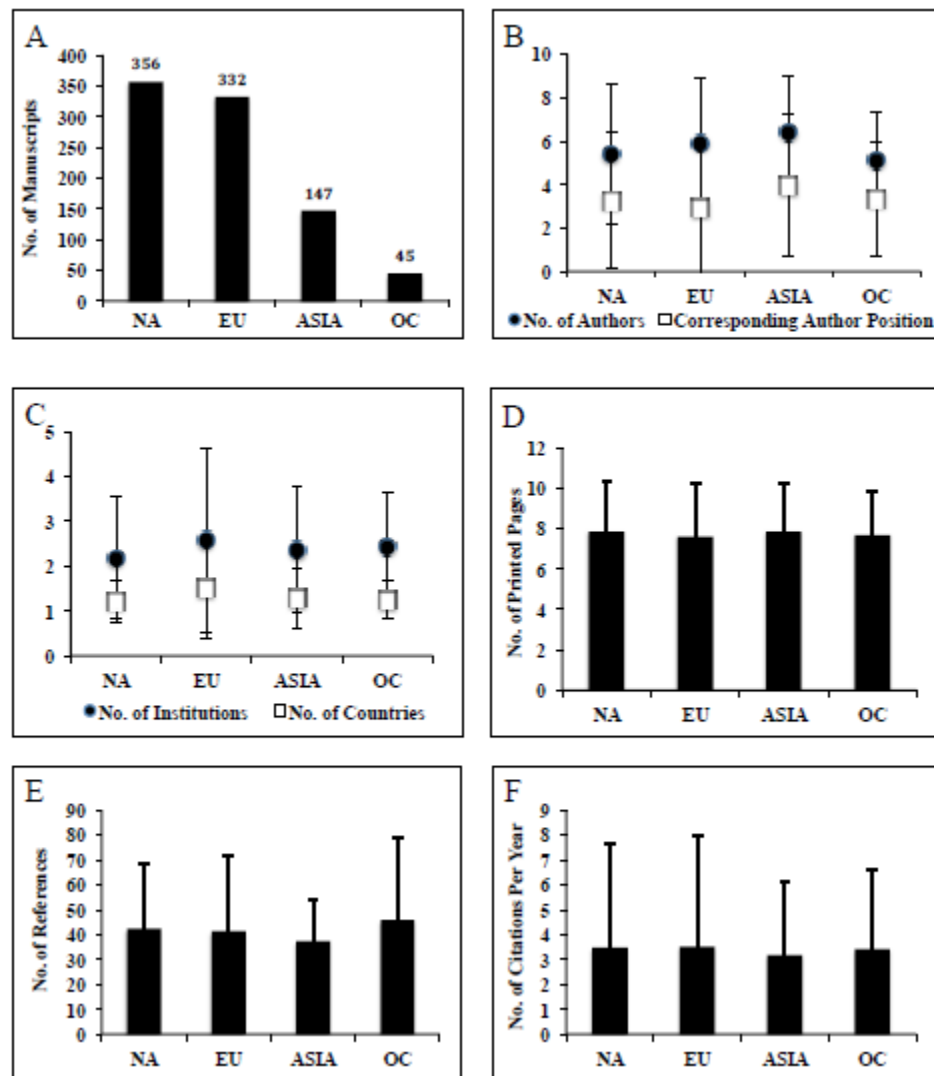 A
No. of Manuscripts
400
350
300
250
200
150
100
50
0
356
332
147
45
NA EU ASIA OC
B
10
8
6
4
2
0
NA EU ASIA OC
No. of Authors Corresponding Author Position
C
5
4
3
2
1
0
NA EU ASIA OC
No. of Institutions No. of Countries
D
No. of Printed Pages
12
10
8
6
4
2
0
NA EU ASIA OC
E
No. of References
90
80
70
60
50
40
30
20
10
0
NA EU ASIA OC
F
No. of Citations Per Year
9
8
7
6
5
4
3
2
1
0
NA EU ASIA OC